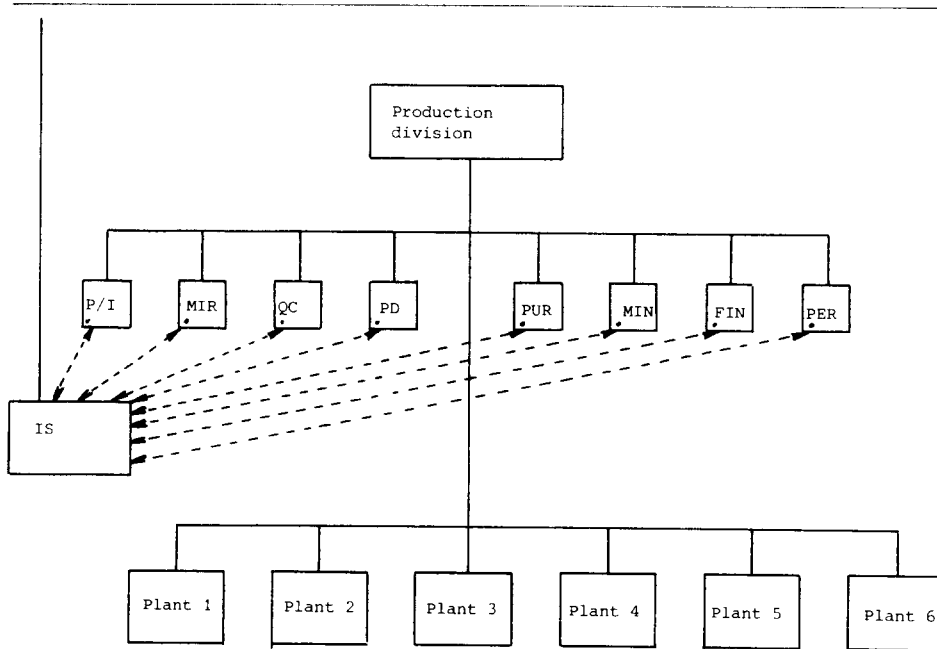 Production
division
P/I
MIR
QC
PD
PUR
MIN
FIN
PER
IS
Plant 1
Plant 2
Plant 3
Plant 4
Plant 5
Plant 6